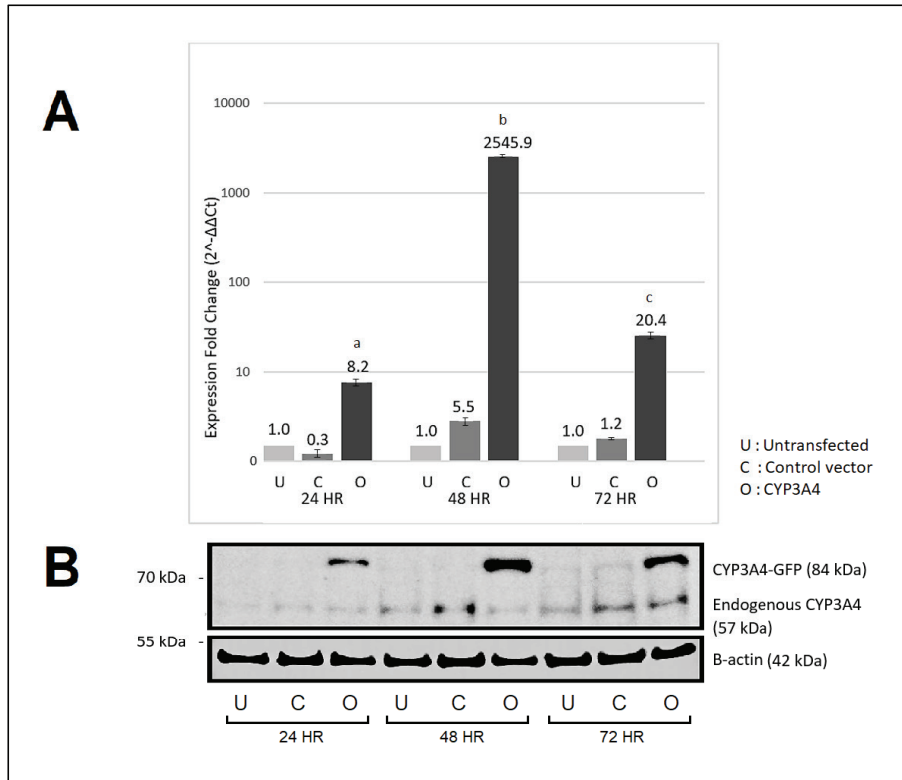 A
10000
1000
100
10
0
Expression Fold Change (2^-ΔΔCt)
a
b
c
1.0
0.3
8.2
1.0
5.5
2545.9
1.0
1.2
20.4
U C O U C O U C O
24 HR 48 HR 72 HR
U : Untransfected
C : Control vector
O : CYP3A4
B
70 kDa -
55 kDa -
CYP3A4-GFP (84 kDa)
Endogenous CYP3A4
(57 kDa)
B-actin (42 kDa)
U C O U C O U C O
24 HR 48 HR 72 HR